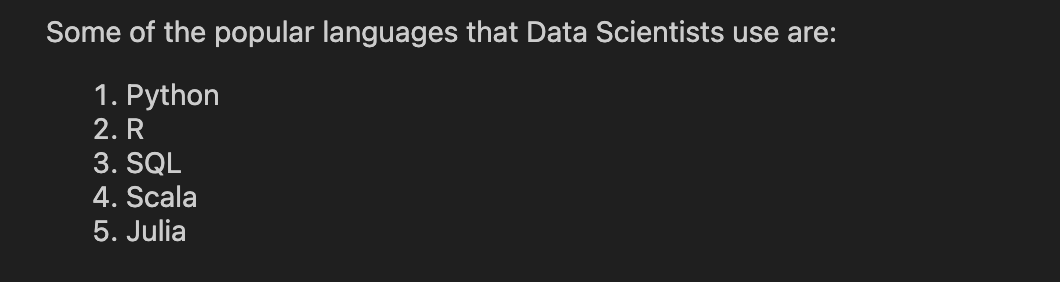 Some of the popular languages that Data Scientists use are:
1. Python
2. R
3. SQL
4. Scala
5. Julia